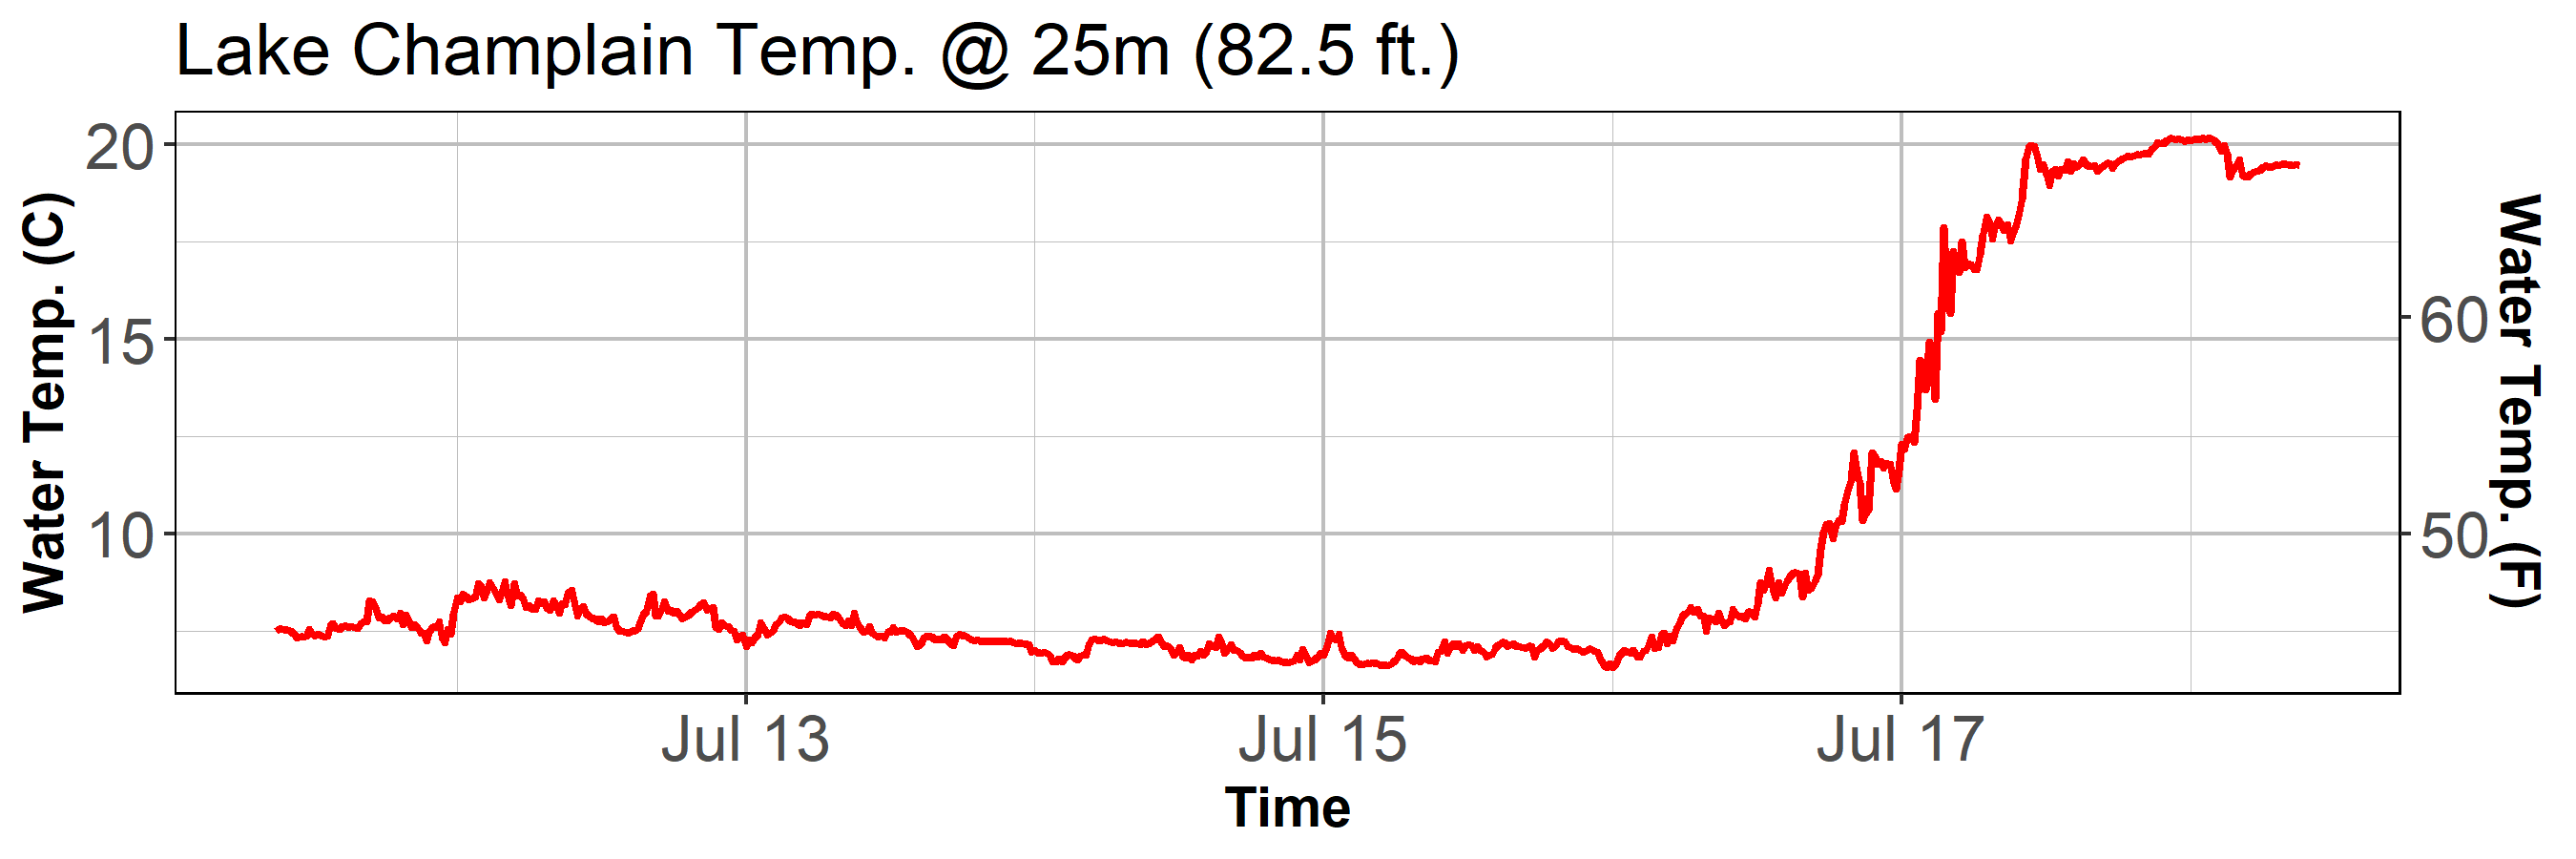 Lake Champlain Temp. @ 25m (82.5 ft.)
Water Temp. (C)
20
15
10
60
50
Water Temp. (F)
Jul 13
Jul 15
Jul 17
Time